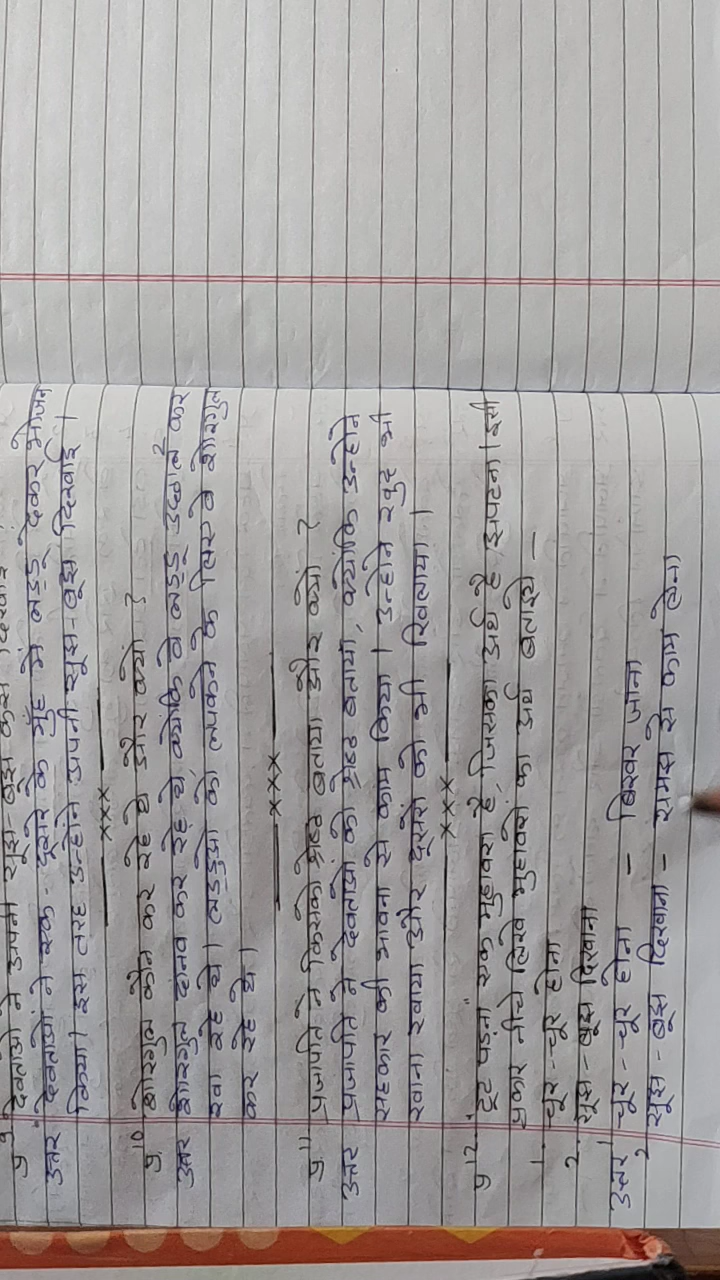 प्र 9 देवताओ ने अपनी सूझ-बूझ कैसे दिखाई
उत्तर देवताओं ने एक-दूसरे के मुँह में लड्डू देकर भोजन
किया। इस तरह उन्होने अपनी सूझ-बूझ दिखाई।
×××
प्र 10 शोरगुल कौन कर रहे थे और क्यों ?
उत्तर शोरगुल दानव कर रहे थे क्योंकि वे लड्डू उछाल कर
खा रहे थे। लड्डुओ को लपकने के लिए वे शोरगुल
कर रहे थे।
×××
प्र 11 प्रजापति ने किसको श्रेष्ठ बताया और क्यों ?
उत्तर प्रजापति ने देवताओं को श्रेष्ठ बताया, क्योंकि उन्होने
सहकार की भावना से काम किया। उन्होने खुद भी
खाना खाया और दूसरों को भी खिलाया।
×××
प्र 12 'टूट पड़ना' एक मुहावरा है, जिसका अर्थ है झपटना। इसी
प्रकार नीचे लिखे मुहावरों का अर्थ बताइये -
1. चूर-चूर होना
2. सूझ-बूझ दिखाना
उत्तर 1 चूर-चूर होना - बिखर जाना
2 सूझ-बूझ दिखाना - समझ से काम लेना